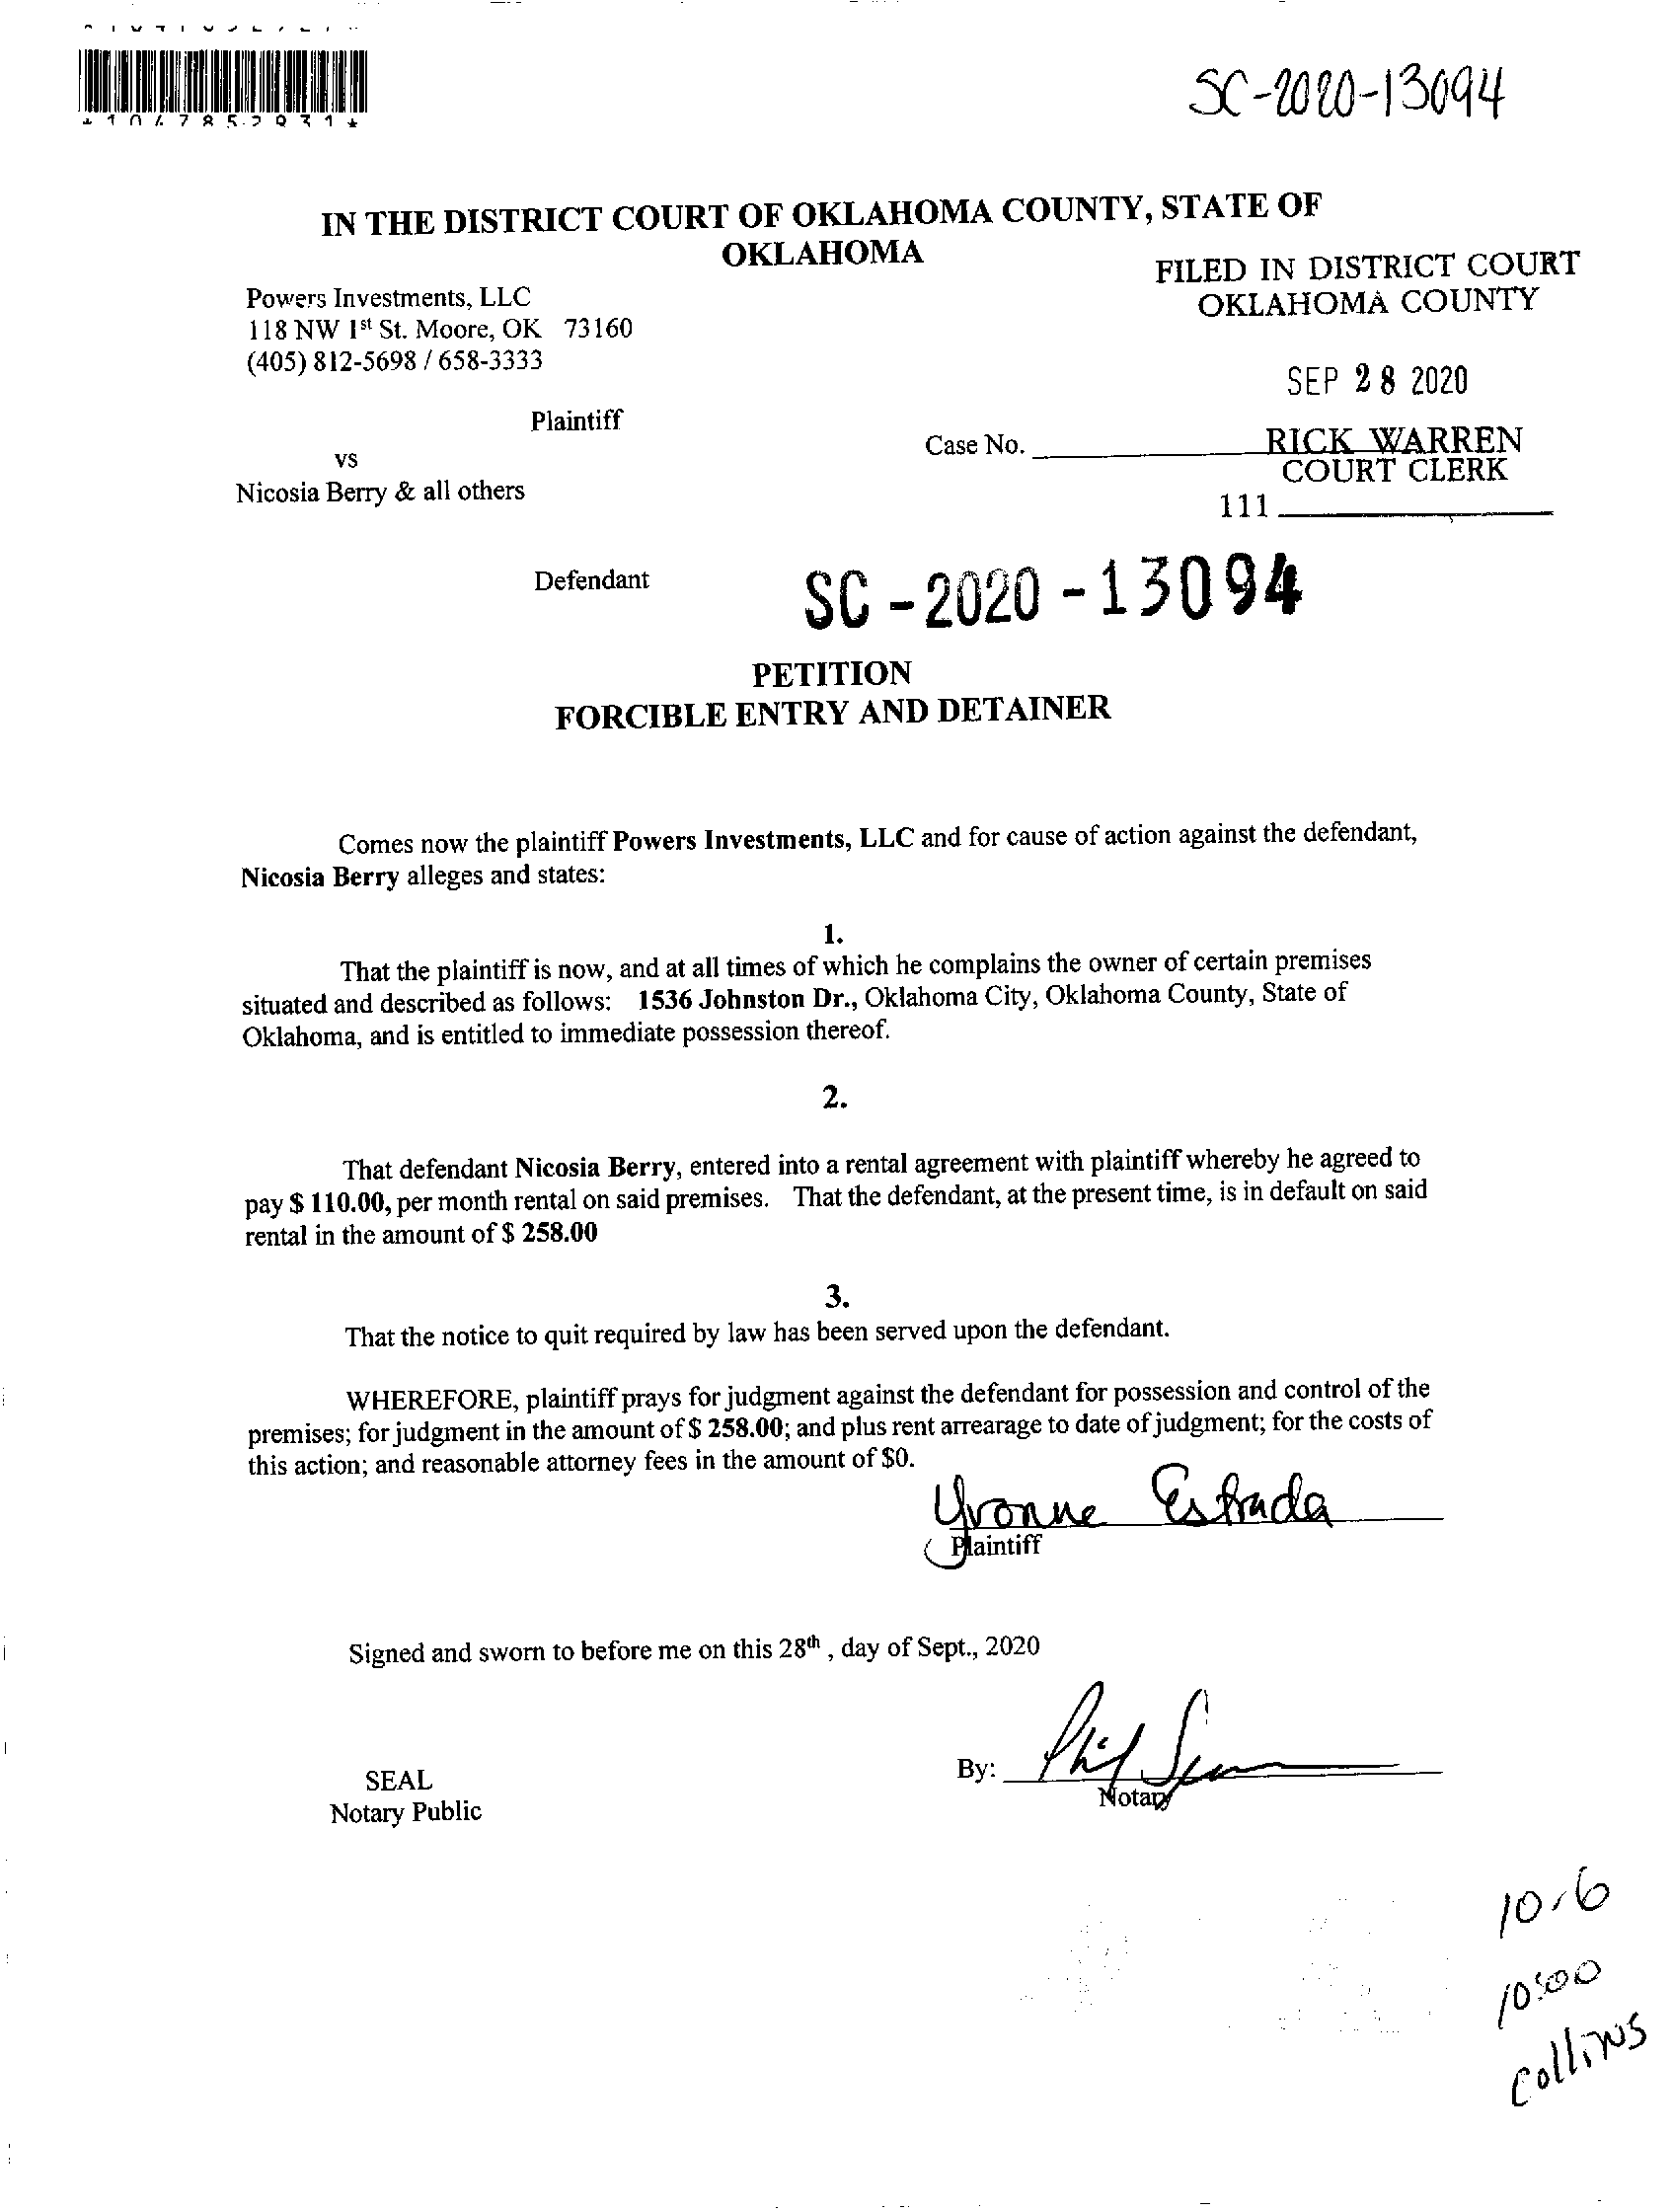 SC-2020-13094
IN THE DISTRICT COURT OF OKLAHOMA COUNTY, STATE OF
OKLAHOMA
FILED IN DISTRICT COURT
OKLAHOMA COUNTY
Powers Investments, LLC
118 NW 1st St. Moore, OK 73160
(405) 812-5698 / 658-3333
SEP 28 2020
Plaintiff
Case No.
RICK WARREN
COURT CLERK
vs
Nicosia Berry & all others
111
Defendant
SC-2020-13094
PETITION
FORCIBLE ENTRY AND DETAINER
Comes now the plaintiff Powers Investments, LLC and for cause of action against the defendant,
Nicosia Berry alleges and states:
1.
That the plaintiff is now, and at all times of which he complains the owner of certain premises
situated and described as follows: 1536 Johnston Dr., Oklahoma City, Oklahoma County, State of
Oklahoma, and is entitled to immediate possession thereof.
2.
That defendant Nicosia Berry, entered into a rental agreement with plaintiff whereby he agreed to
pay $ 110.00, per month rental on said premises. That the defendant, at the present time, is in default on said
rental in the amount of $ 258.00
3.
That the notice to quit required by law has been served upon the defendant.
WHEREFORE, plaintiff prays for judgment against the defendant for possession and control of the
premises; for judgment in the amount of $ 258.00; and plus rent arrearage to date of judgment; for the costs of
this action; and reasonable attorney fees in the amount of $0.
Yvonne Estrada
Plaintiff
Signed and sworn to before me on this 28th , day of Sept., 2020
By:
Notary
SEAL
Notary Public
10-6
10:00
Collins